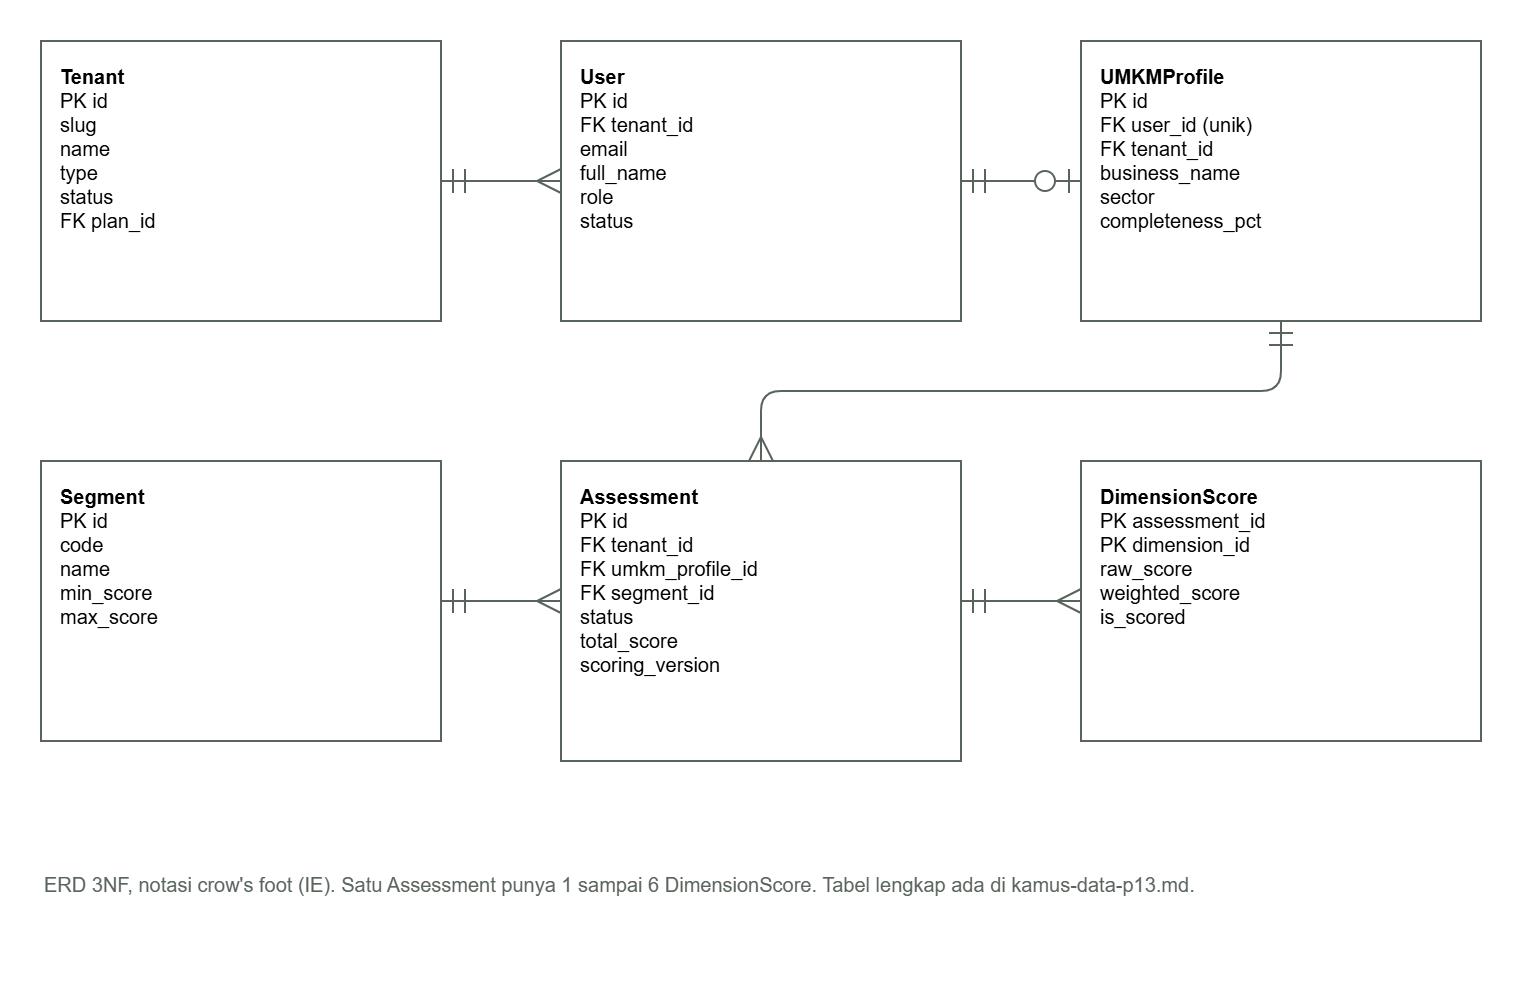 Tenant
PK id
slug
name
type
status
FK plan_id
User
PK id
FK tenant_id
email
full_name
role
status
UMKMProfile
PK id
FK user_id (unik)
FK tenant_id
business_name
sector
completeness_pct
Segment
PK id
code
name
min_score
max_score
Assessment
PK id
FK tenant_id
FK umkm_profile_id
FK segment_id
status
total_score
scoring_version
DimensionScore
PK assessment_id
PK dimension_id
raw_score
weighted_score
is_scored
ERD 3NF, notasi crow's foot (IE). Satu Assessment punya 1 sampai 6 DimensionScore. Tabel lengkap ada di kamus-data-p13.md.